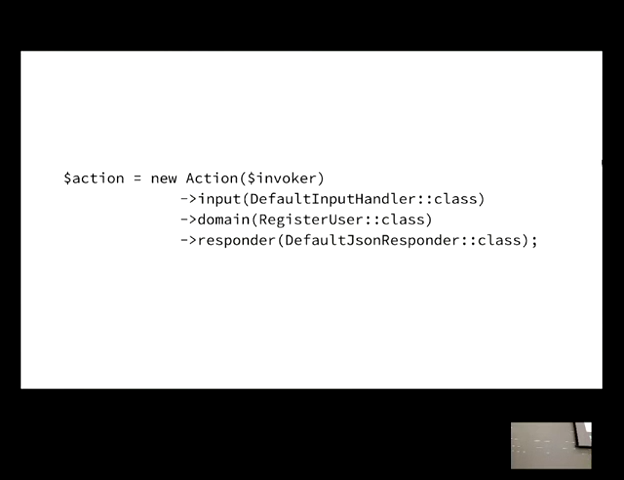 $action = new Action($invoker)
->input(DefaultInputHandler::class)
->domain(RegisterUser::class)
->responder(DefaultJsonResponder::class);